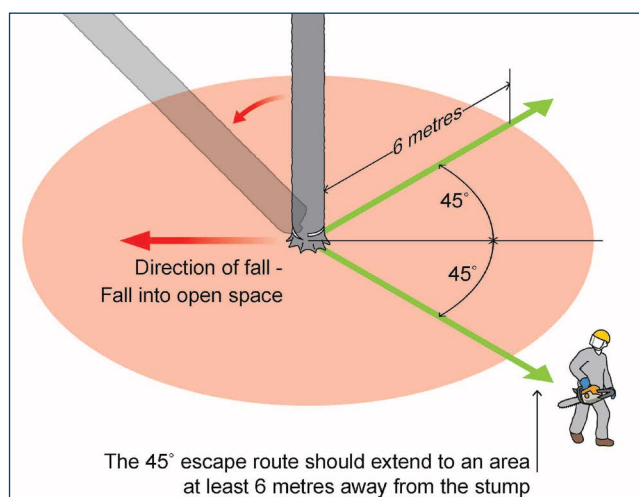 6 metres
45°
45°
Direction of fall -
Fall into open space
The 45° escape route should extend to an area
at least 6 metres away from the stump